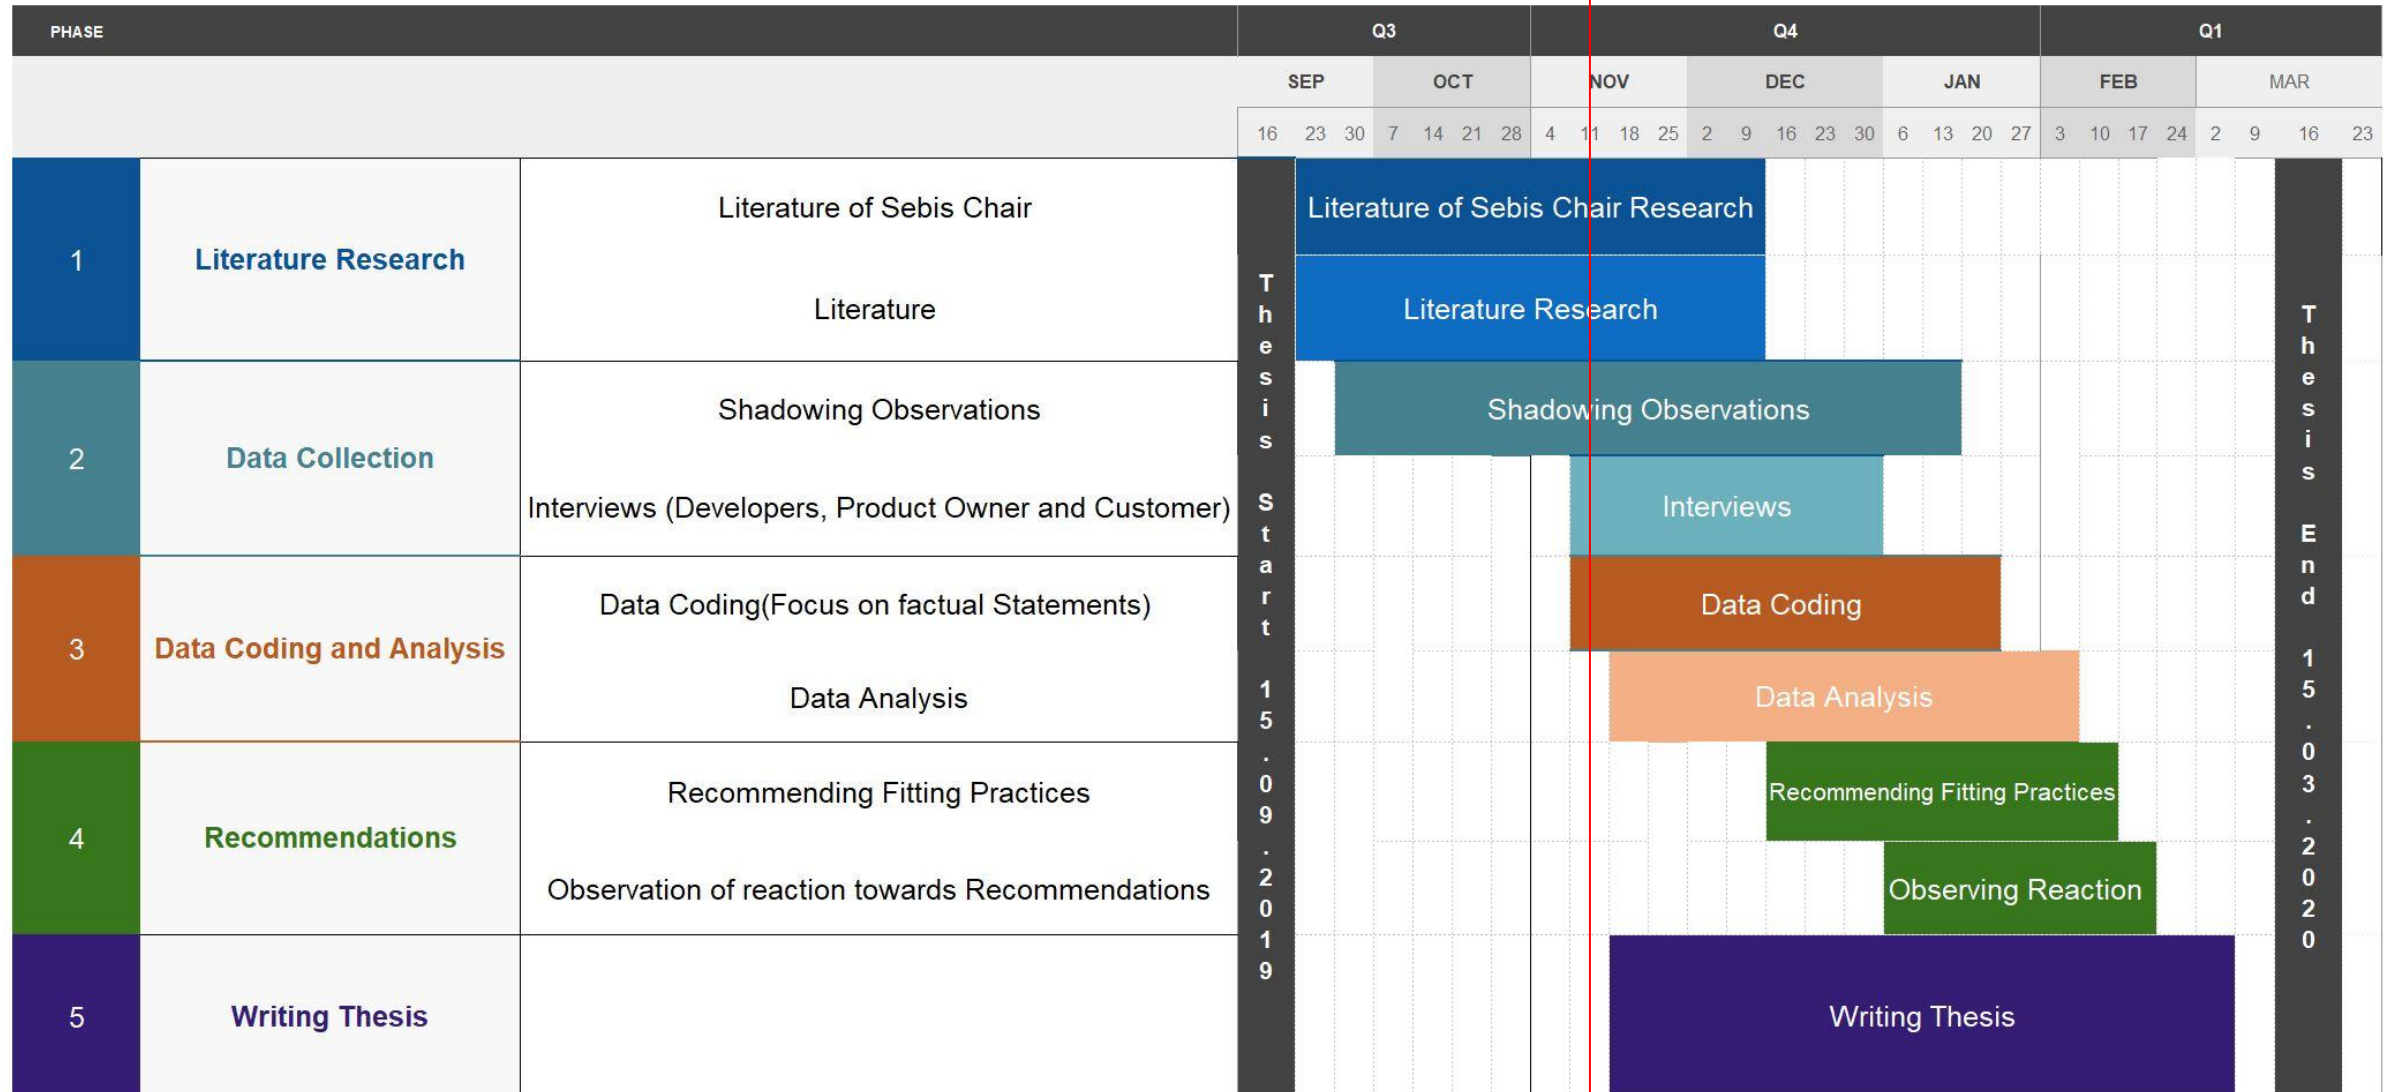 PHASE Q3 Q4 Q1
SEP OCT NOV DEC JAN FEB MAR
16 23 30 7 14 21 28 4 11 18 25 2 9 16 23 30 6 13 20 27 3 10 17 24 2 9 16 23
1
Literature Research
Literature of Sebis Chair
Literature of Sebis Chair Research
Literature
Literature Research
2
Data Collection
Shadowing Observations
Shadowing Observations
Interviews (Developers, Product Owner and Customer)
Interviews
3
Data Coding and Analysis
Data Coding(Focus on factual Statements)
Data Coding
Data Analysis
Data Analysis
4
Recommendations
Recommending Fitting Practices
Recommending Fitting Practices
Observation of reaction towards Recommendations
Observing Reaction
5
Writing Thesis
Writing Thesis
Thesis Start 15.09.2019
Thesis End 15.03.2020